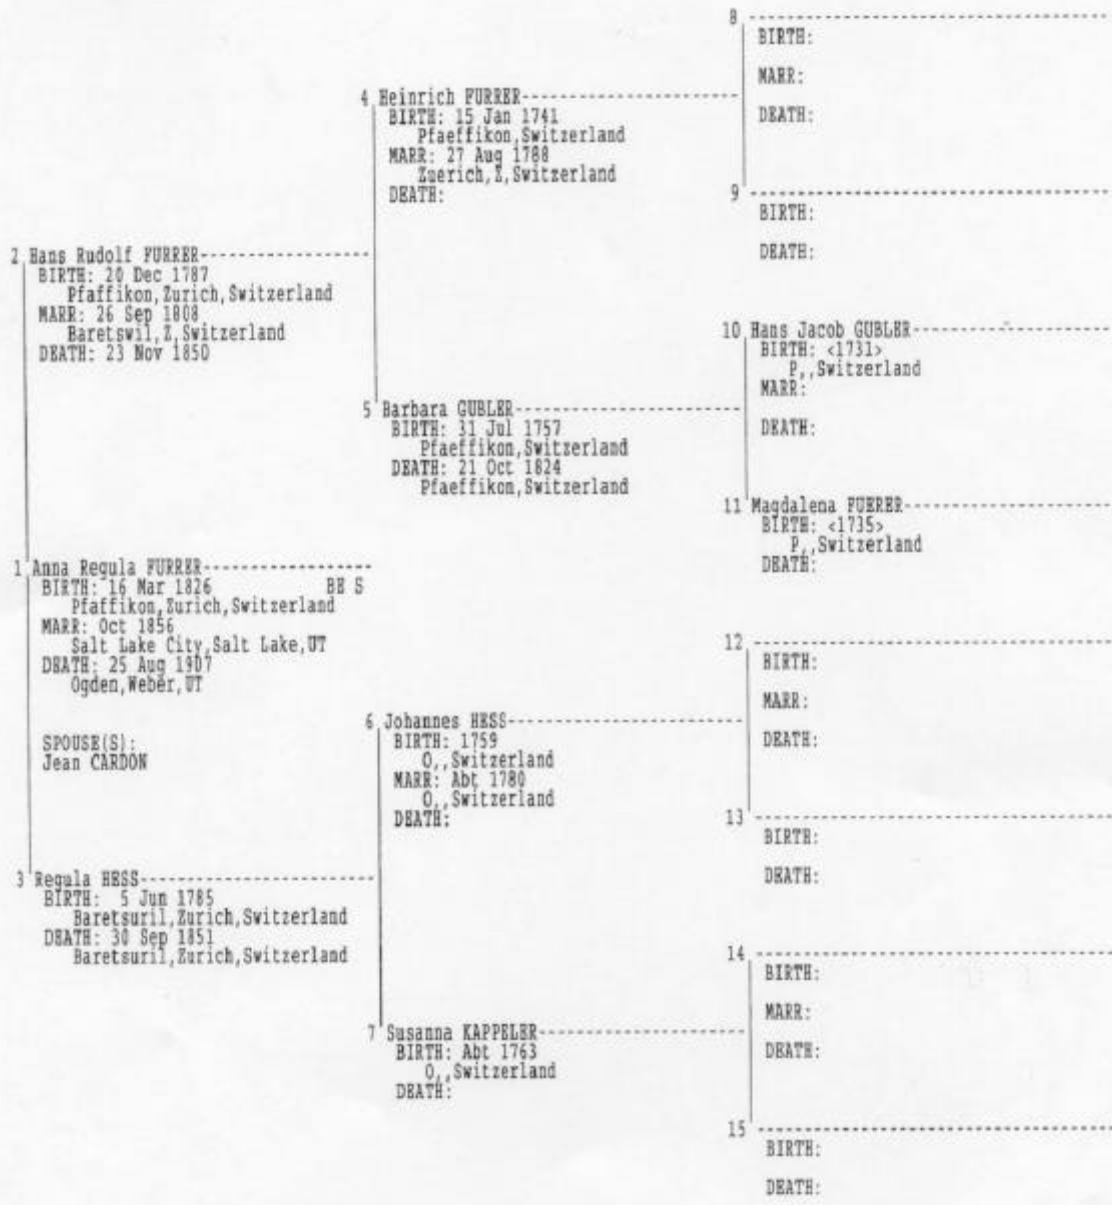 8
BIRTH:
MARR:
DEATH:
4 Heinrich FURRER
BIRTH: 15 Jan 1741
Pfaeffikon,Switzerland
MARR: 27 Aug 1788
Zuerich,Z,Switzerland
DEATH:
9
BIRTH:
DEATH:
2 Hans Rudolf FURRER
BIRTH: 20 Dec 1787
Pfaffikon,Zurich,Switzerland
MARR: 26 Sep 1808
Baretswil,Z,Switzerland
DEATH: 23 Nov 1850
10 Hans Jacob GUBLER
BIRTH: <1731>
P,,Switzerland
MARR:
DEATH:
5 Barbara GUBLER
BIRTH: 31 Jul 1757
Pfaeffikon,Switzerland
DEATH: 21 Oct 1824
Pfaeffikon,Switzerland
11 Magdalena FUERER
BIRTH: <1735>
P,,Switzerland
DEATH:
1 Anna Regula FURRER
BIRTH: 16 Mar 1826 BE S
Pfaffikon,Zurich,Switzerland
MARR: Oct 1856
Salt Lake City,Salt Lake,UT
DEATH: 25 Aug 1907
Ogden,Weber,UT
SPOUSE(S):
Jean CARDON
12
BIRTH:
MARR:
DEATH:
6 Johannes HESS
BIRTH: 1759
O,,Switzerland
MARR: Abt 1780
O,,Switzerland
DEATH:
13
BIRTH:
DEATH:
3 Regula HESS
BIRTH: 5 Jun 1785
Baretsuril,Zurich,Switzerland
DEATH: 30 Sep 1851
Baretsuril,Zurich,Switzerland
14
BIRTH:
MARR:
DEATH:
7 Susanna KAPPELER
BIRTH: Abt 1763
O,,Switzerland
DEATH:
15
BIRTH:
DEATH: